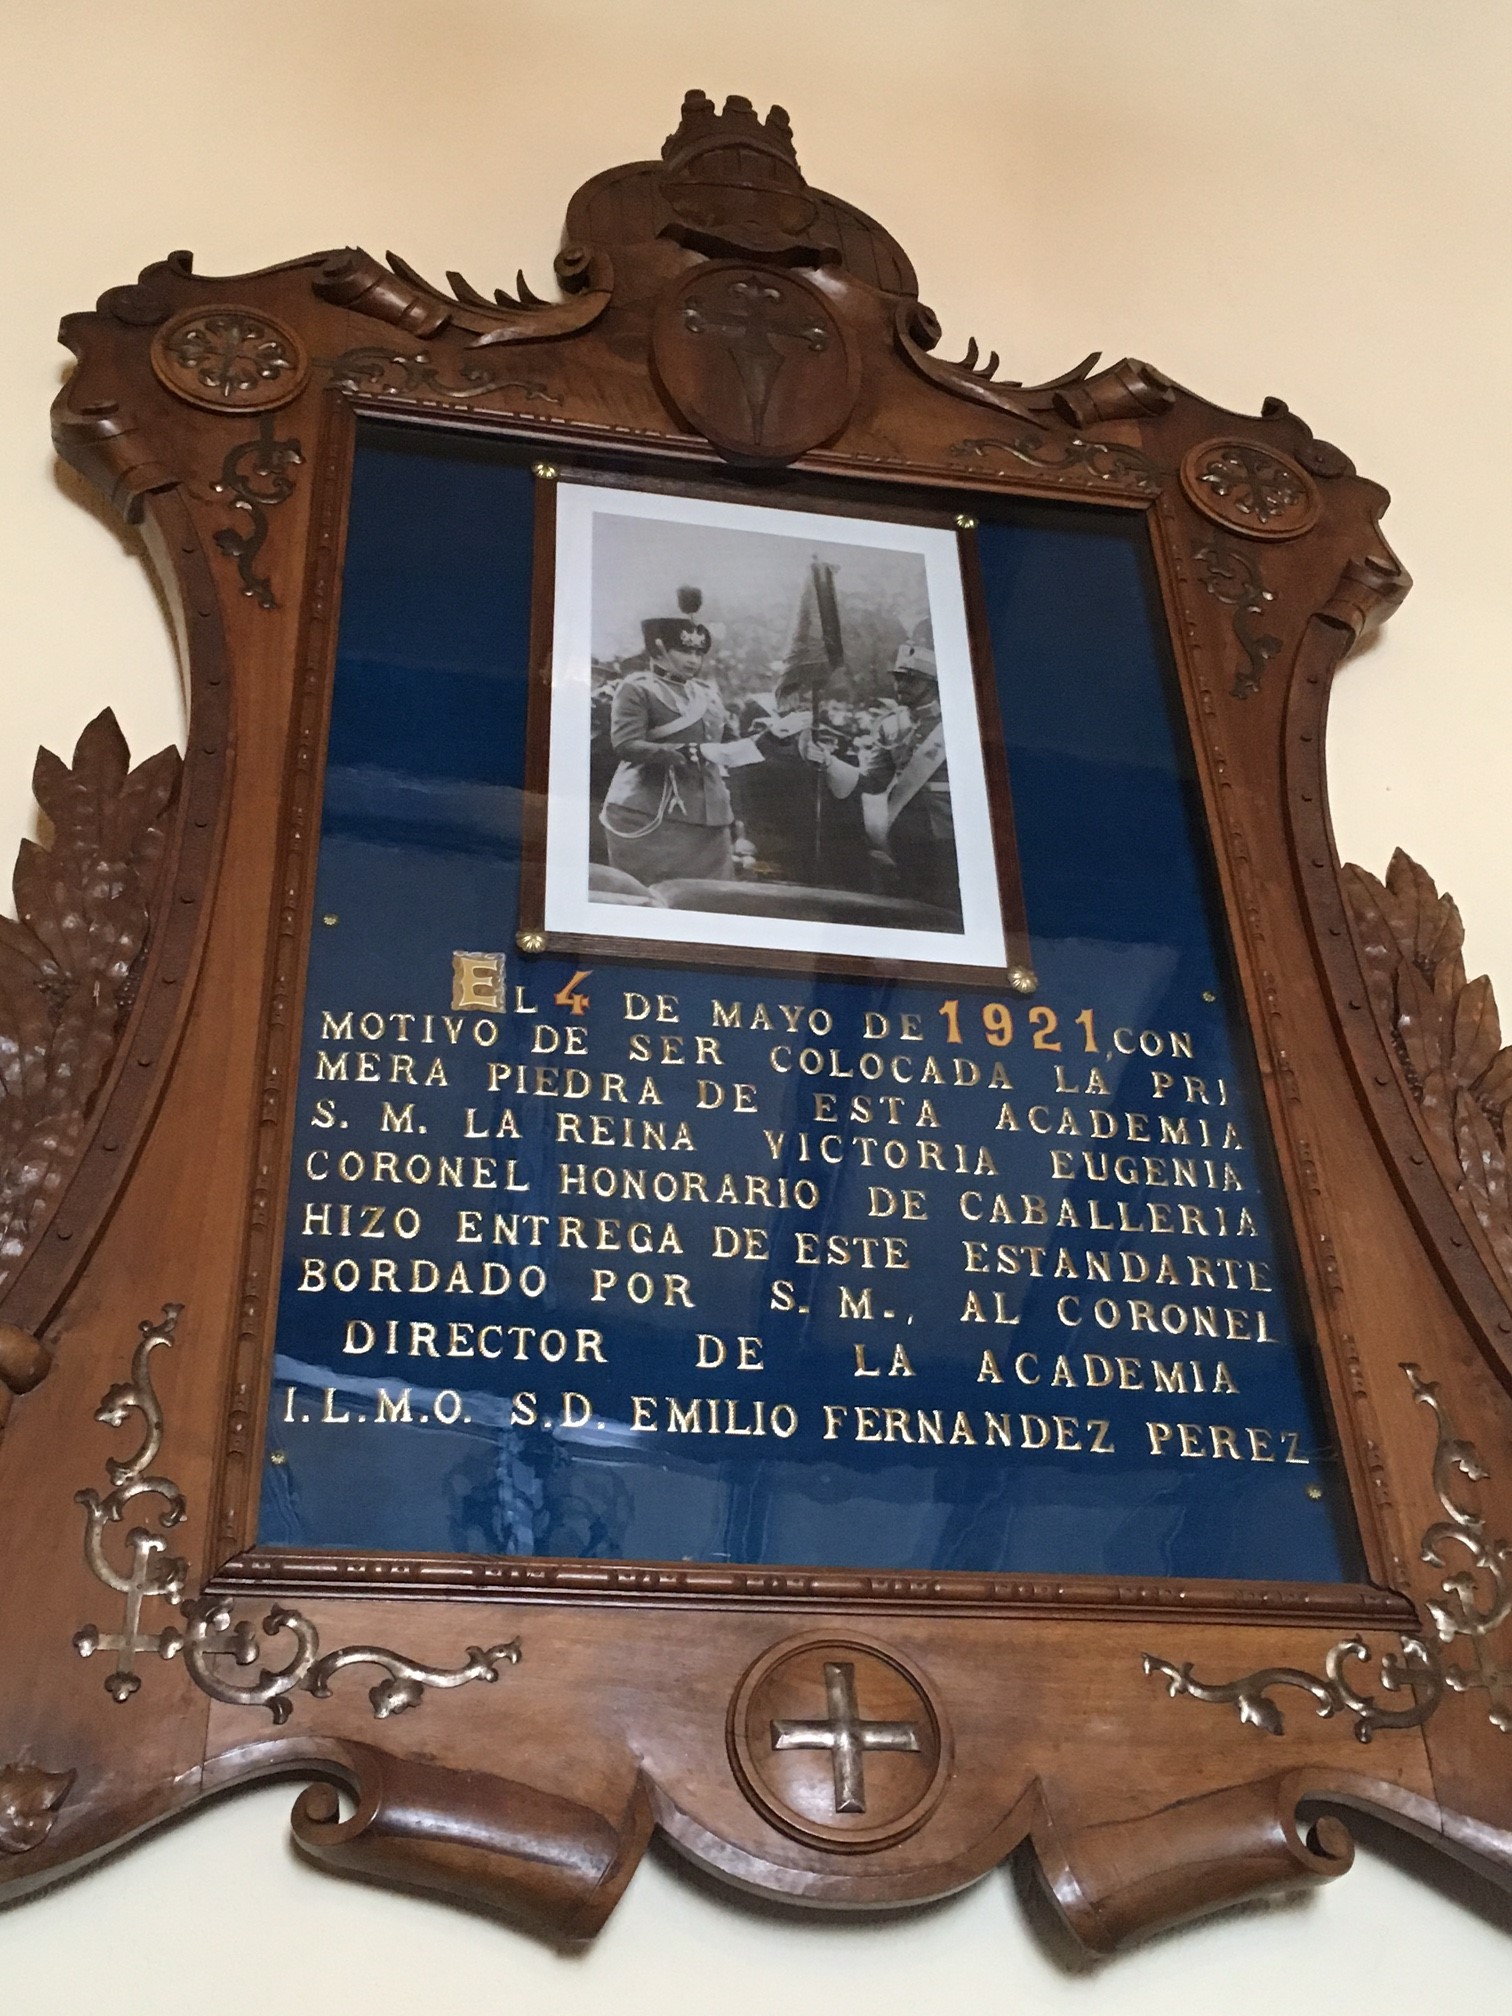 EL 4 DE MAYO DE 1921, CON
MOTIVO DE SER COLOCADA LA PRI-
MERA PIEDRA DE ESTA ACADEMIA
S. M. LA REINA VICTORIA EUGENIA
CORONEL HONORARIO DE CABALLERIA
HIZO ENTREGA DE ESTE ESTANDARTE
BORDADO POR S. M., AL CORONEL
DIRECTOR DE LA ACADEMIA
I.L.M.O. S.D. EMILIO FERNANDEZ PEREZ